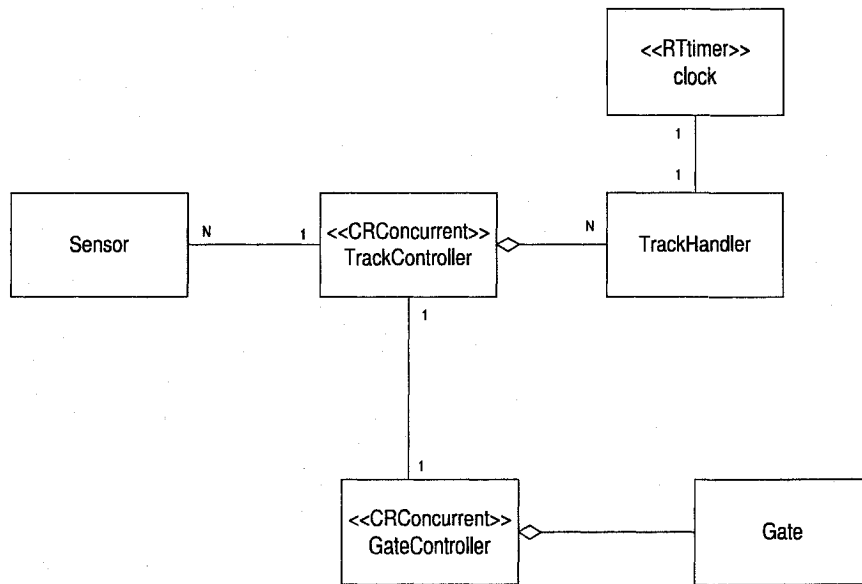 <<RTtimer>>
clock
1
1
Sensor
N
1
<<CRConcurrent>>
TrackController
N
TrackHandler
1
1
<<CRConcurrent>>
GateController
Gate